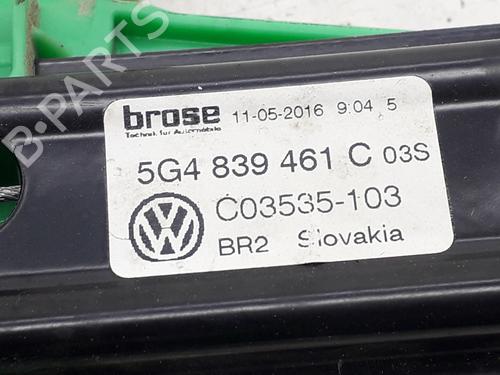 brose 11-05-2016 9:04 5
Technik für Automobile
5G4 839 461 C 03S
C03535-103
BR2 Slovakia
B-PARTS